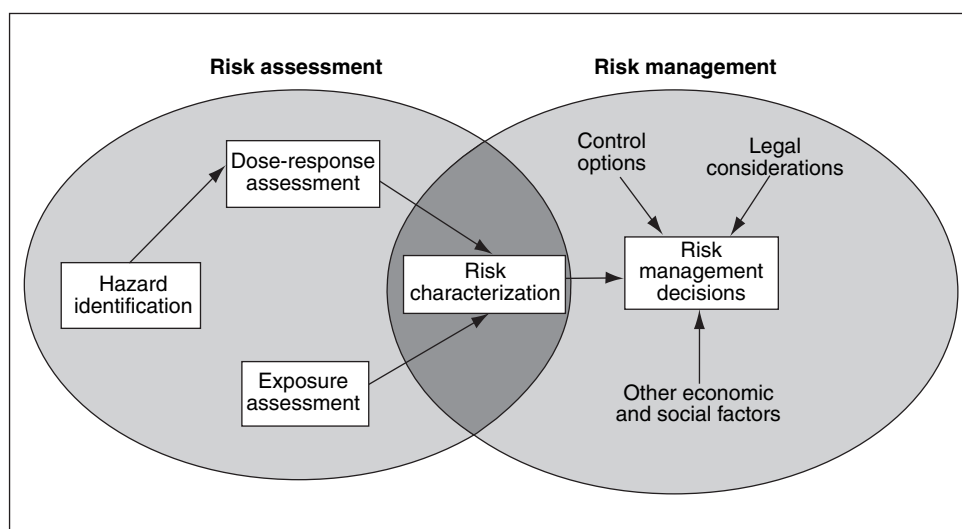 Risk assessment
Risk management
Dose-response
assessment
Control
options
Legal
considerations
Hazard
identification
Risk
characterization
Risk
management
decisions
Exposure
assessment
Other economic
and social factors